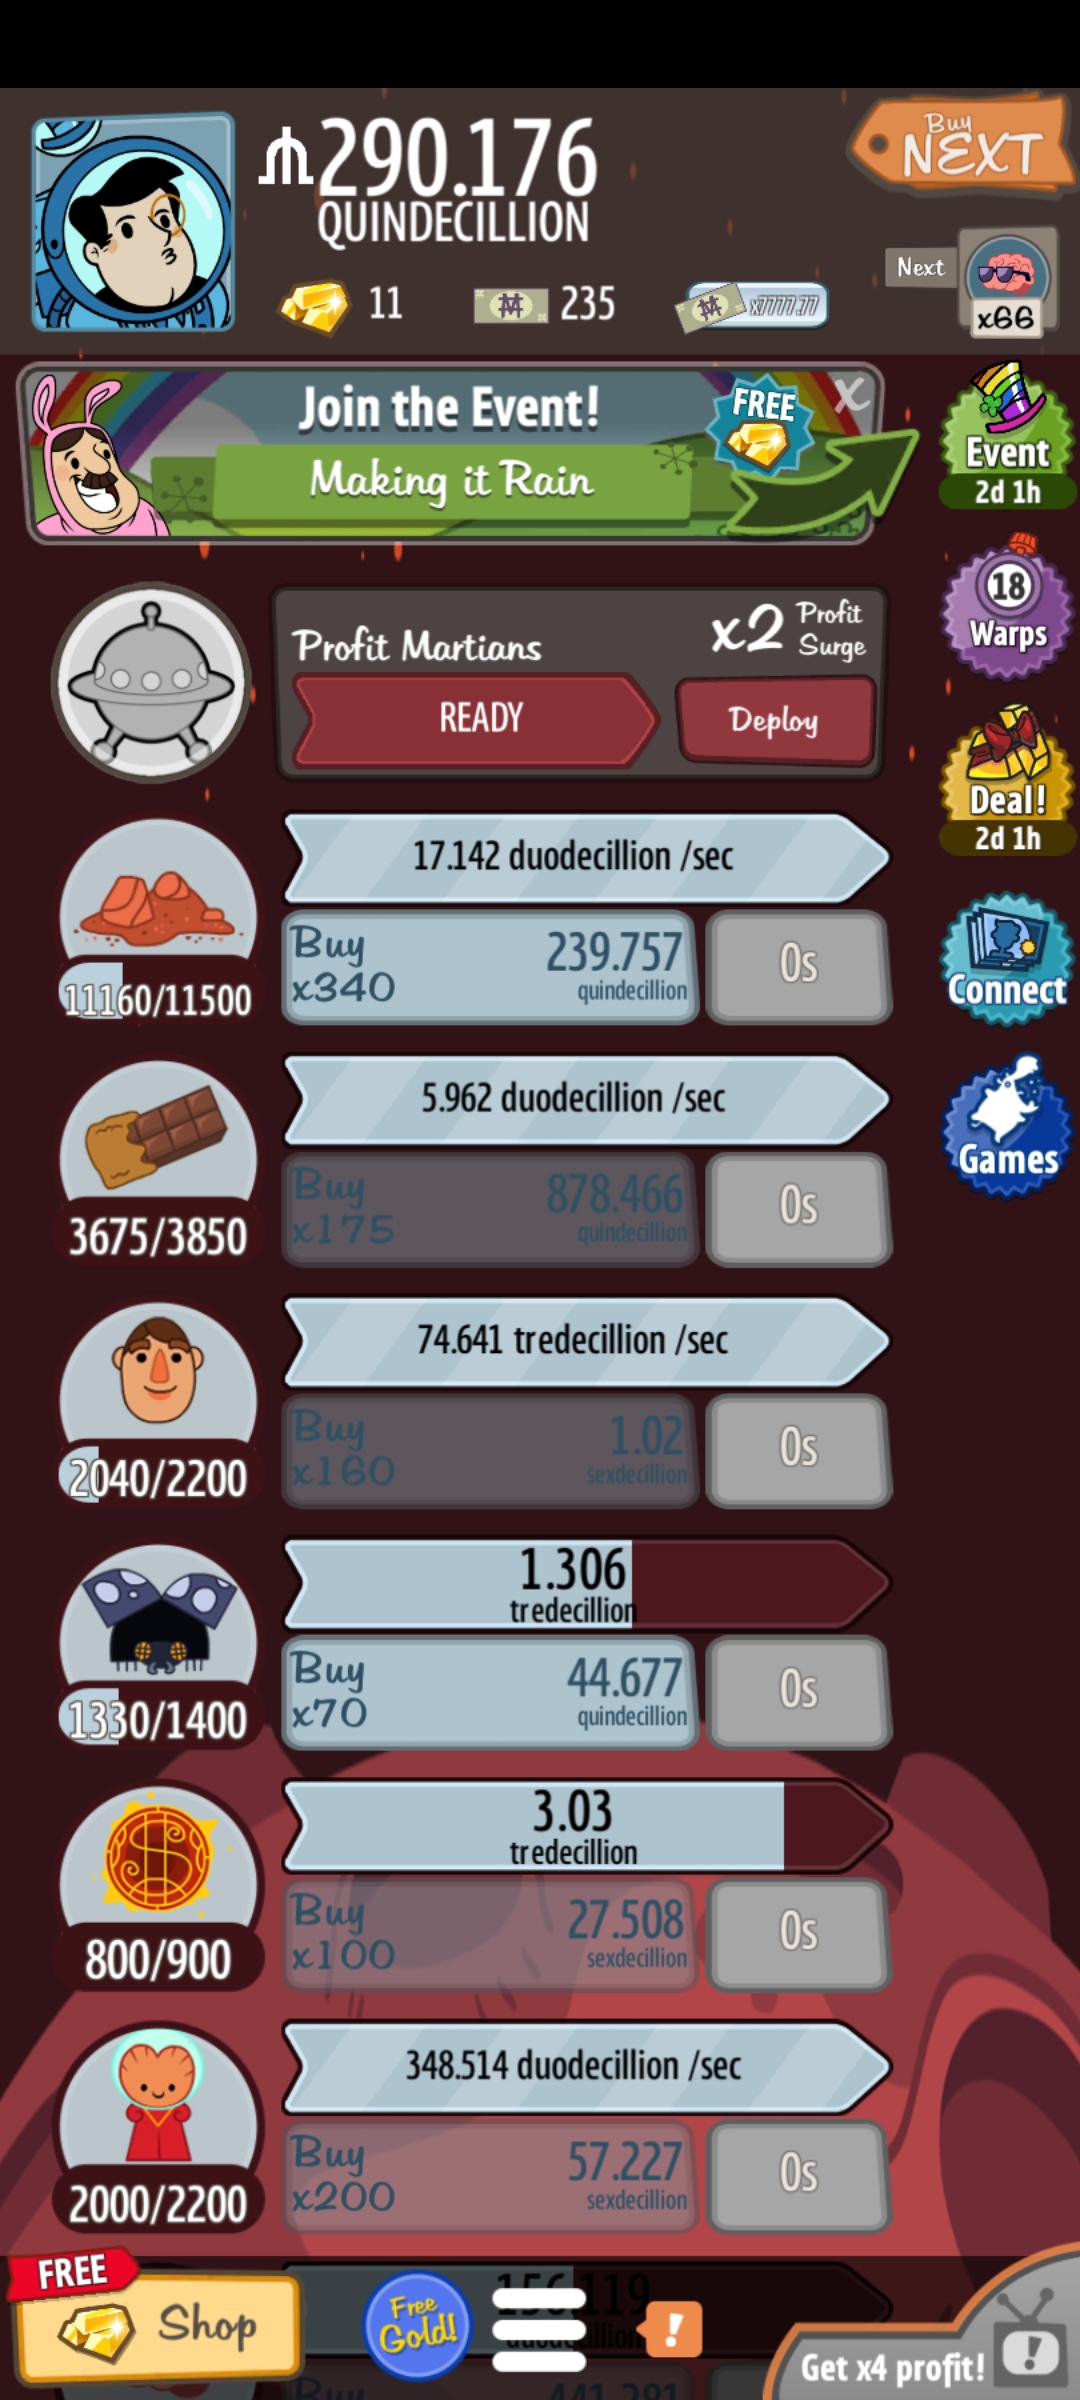 290.176
QUINDECILLION
Buy
NEXT
11
235
x7777.77
Next
x66
Join the Event!
Making it Rain
FREE
X
Event
2d 1h
18
Warps
Profit Martians
x2 Profit
Surge
READY
Deploy
Deal!
2d 1h
17.142 duodecillion /sec
Buy
x340
239.757
quindecillion
0s
11160/11500
Connect
5.962 duodecillion /sec
Buy
x175
878.466
quindecillion
0s
3675/3850
Games
74.641 tredecillion /sec
Buy
x160
1.02
sexdecillion
0s
2040/2200
1.306
tredecillion
Buy
x70
44.677
quindecillion
0s
1330/1400
3.03
tredecillion
Buy
x100
27.508
sexdecillion
0s
800/900
348.514 duodecillion /sec
Buy
x200
57.227
sexdecillion
0s
2000/2200
FREE
Shop
Free
Gold!
156.119
!
Get x4 profit!
!
Buy
441.281